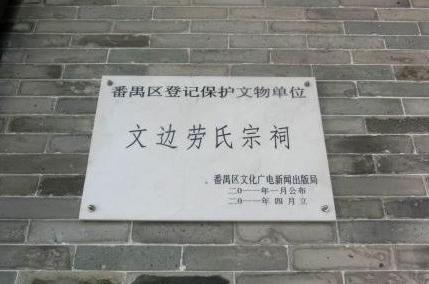 番禺区登记保护文物单位
文边劳氏宗祠
番禺区文化广电新闻出版局
二〇一一年一月公布
二〇一一年四月立